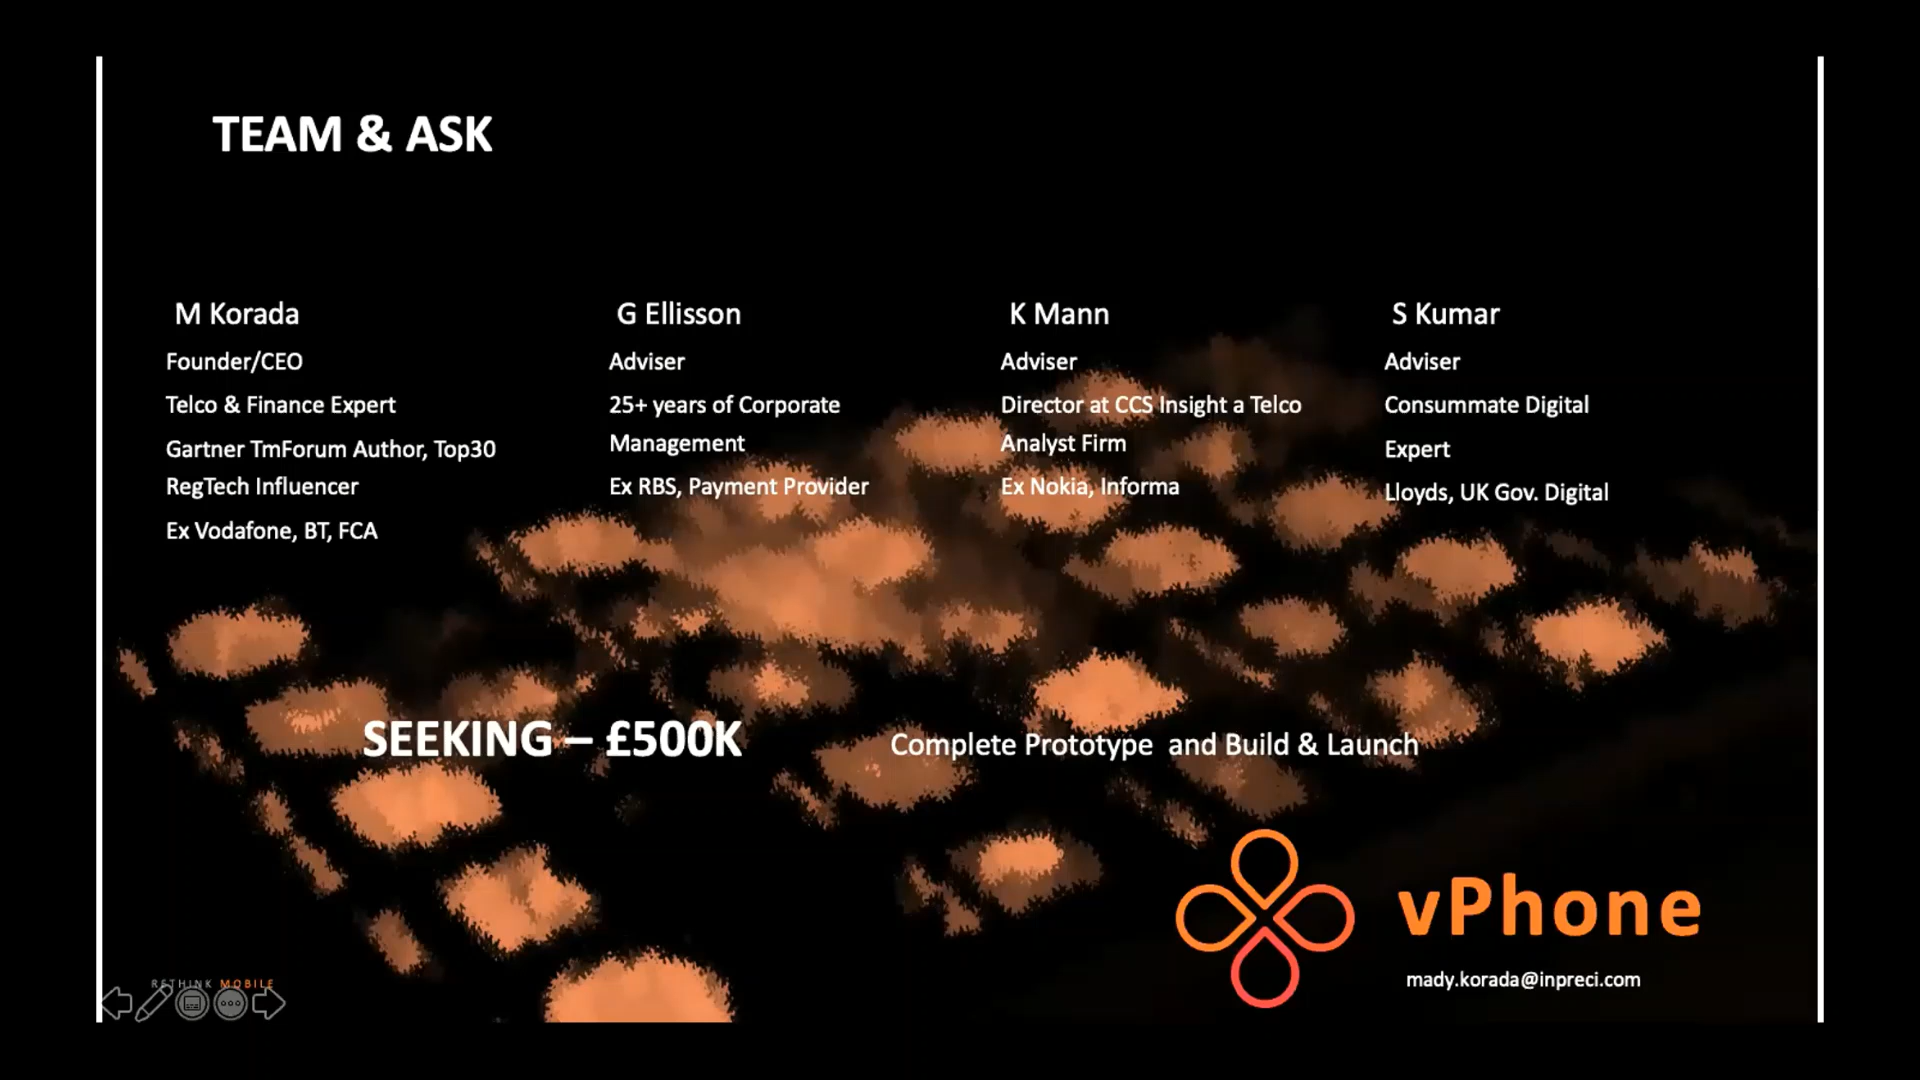 TEAM & ASK
M Korada
Founder/CEO
Telco & Finance Expert
Gartner TmForum Author, Top30
RegTech Influencer
Ex Vodafone, BT, FCA
G Ellisson
Adviser
25+ years of Corporate
Management
Ex RBS, Payment Provider
K Mann
Adviser
Director at CCS Insight a Telco
Analyst Firm
Ex Nokia, Informa
S Kumar
Adviser
Consummate Digital
Expert
Lloyds, UK Gov. Digital
SEEKING – £500K
Complete Prototype and Build & Launch
vPhone
mady.korada@inpreci.com
RETHINK MOBILE